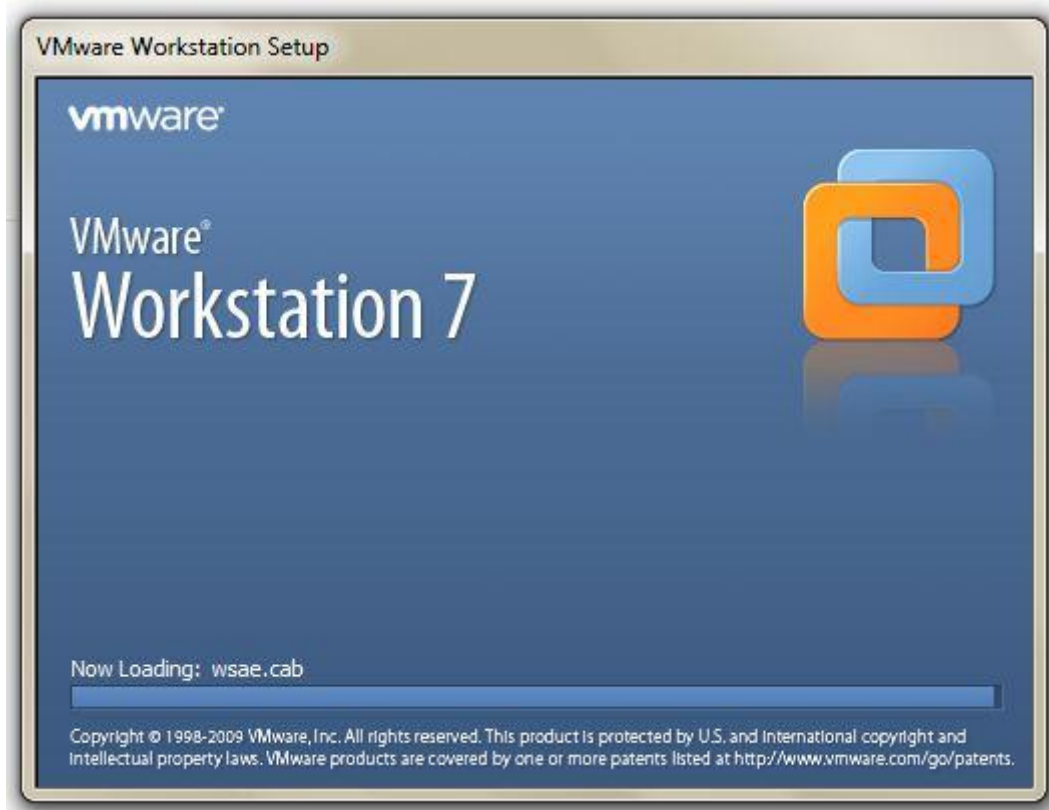 VMware Workstation Setup
vmware®
VMware®
Workstation 7
Now Loading: wsae.cab
Copyright © 1998-2009 VMware, Inc. All rights reserved. This product is protected by U.S. and international copyright and
intellectual property laws. VMware products are covered by one or more patents listed at http://www.vmware.com/go/patents.